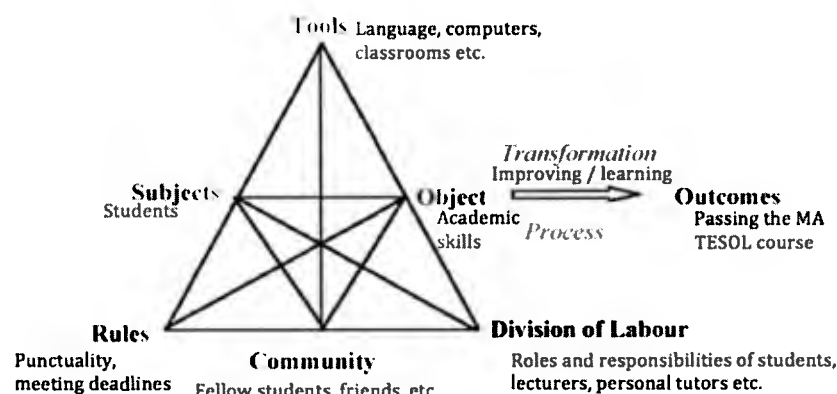 Tools Language, computers,
classrooms etc.
Transformation
Improving / learning
Subjects
Students
Object
Academic
skills
Process
Outcomes
Passing the MA
TESOL course
Rules
Punctuality,
meeting deadlines
Community
Fellow students, friends, etc
Division of Labour
Roles and responsibilities of students,
lecturers, personal tutors etc.